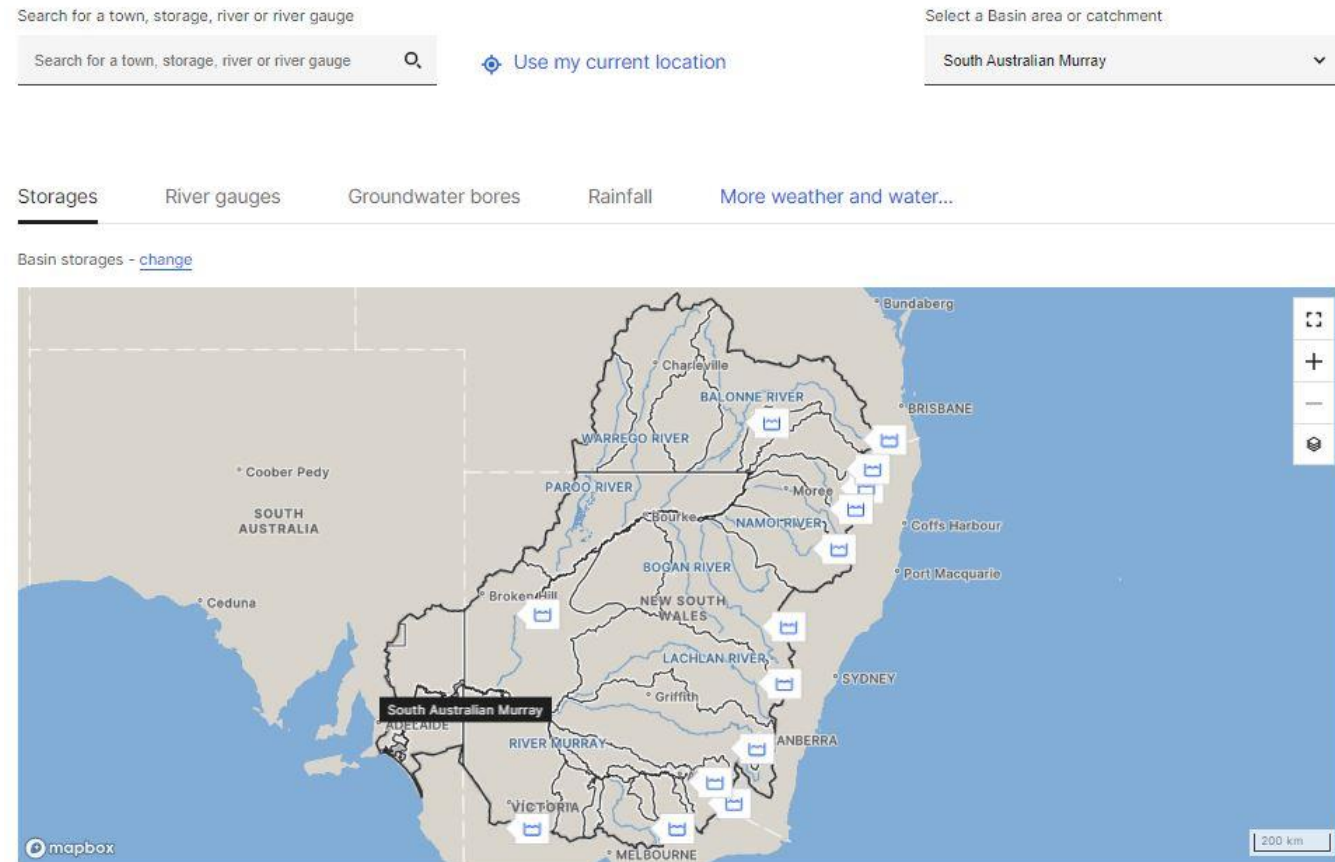 Search for a town, storage, river or river gauge
Select a Basin area or catchment
Search for a town, storage, river or river gauge
Use my current location
South Australian Murray
Storages
River gauges
Groundwater bores
Rainfall
More weather and water...
Basin storages - change
Bundaberg
Charleville
BALONNE RIVER
BRISBANE
WARREGO RIVER
Coober Pedy
PAROO RIVER
Moree
SOUTH
AUSTRALIA
Bourke
NAMOI RIVER
Coffs Harbour
BOGAN RIVER
Port Macquarie
Broken Hill
Ceduna
NEW SOUTH
WALES
LACHLAN RIVER
SYDNEY
Griffith
South Australian Murray
ADELAIDE
RIVER MURRAY
ANBERRA
VICTORIA
mapbox
200 km
MELBOURNE